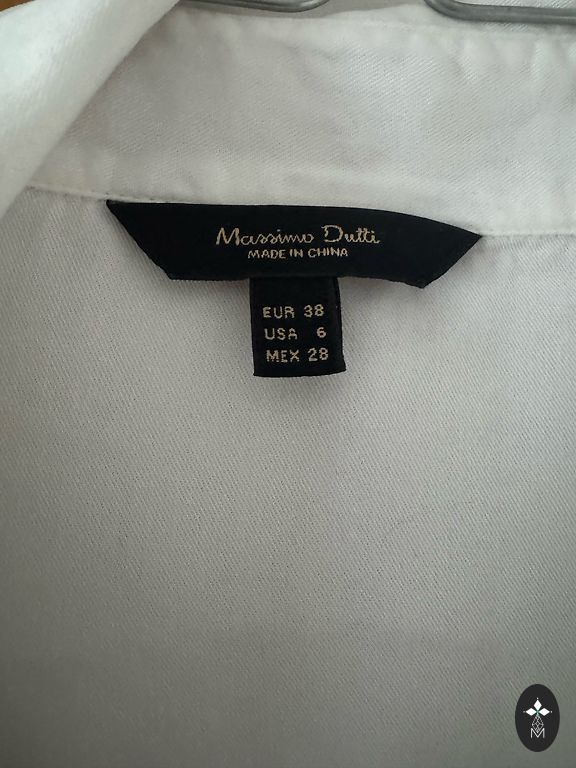 Massimo Dutti
MADE IN CHINA
EUR 38
USA 6
MEX 28
M